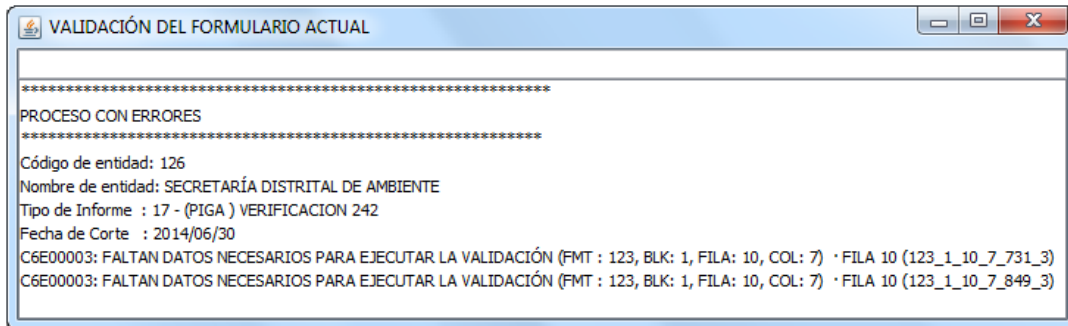 VALIDACIÓN DEL FORMULARIO ACTUAL
************************************************************
PROCESO CON ERRORES
***********************************************************
Código de entidad: 126
Nombre de entidad: SECRETARÍA DISTRITAL DE AMBIENTE
Tipo de Informe : 17 - (PIGA ) VERIFICACION 242
Fecha de Corte : 2014/06/30
C6E00003: FALTAN DATOS NECESARIOS PARA EJECUTAR LA VALIDACIÓN (FMT : 123, BLK: 1, FILA: 10, COL: 7) · FILA 10 (123_1_10_7_731_3)
C6E00003: FALTAN DATOS NECESARIOS PARA EJECUTAR LA VALIDACIÓN (FMT : 123, BLK: 1, FILA: 10, COL: 7) · FILA 10 (123_1_10_7_849_3)